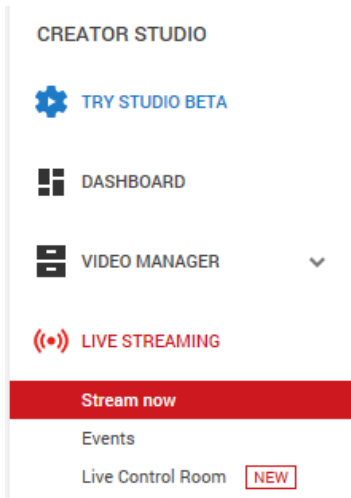 CREATOR STUDIO
TRY STUDIO BETA
DASHBOARD
VIDEO MANAGER
LIVE STREAMING
Stream now
Events
Live Control Room NEW